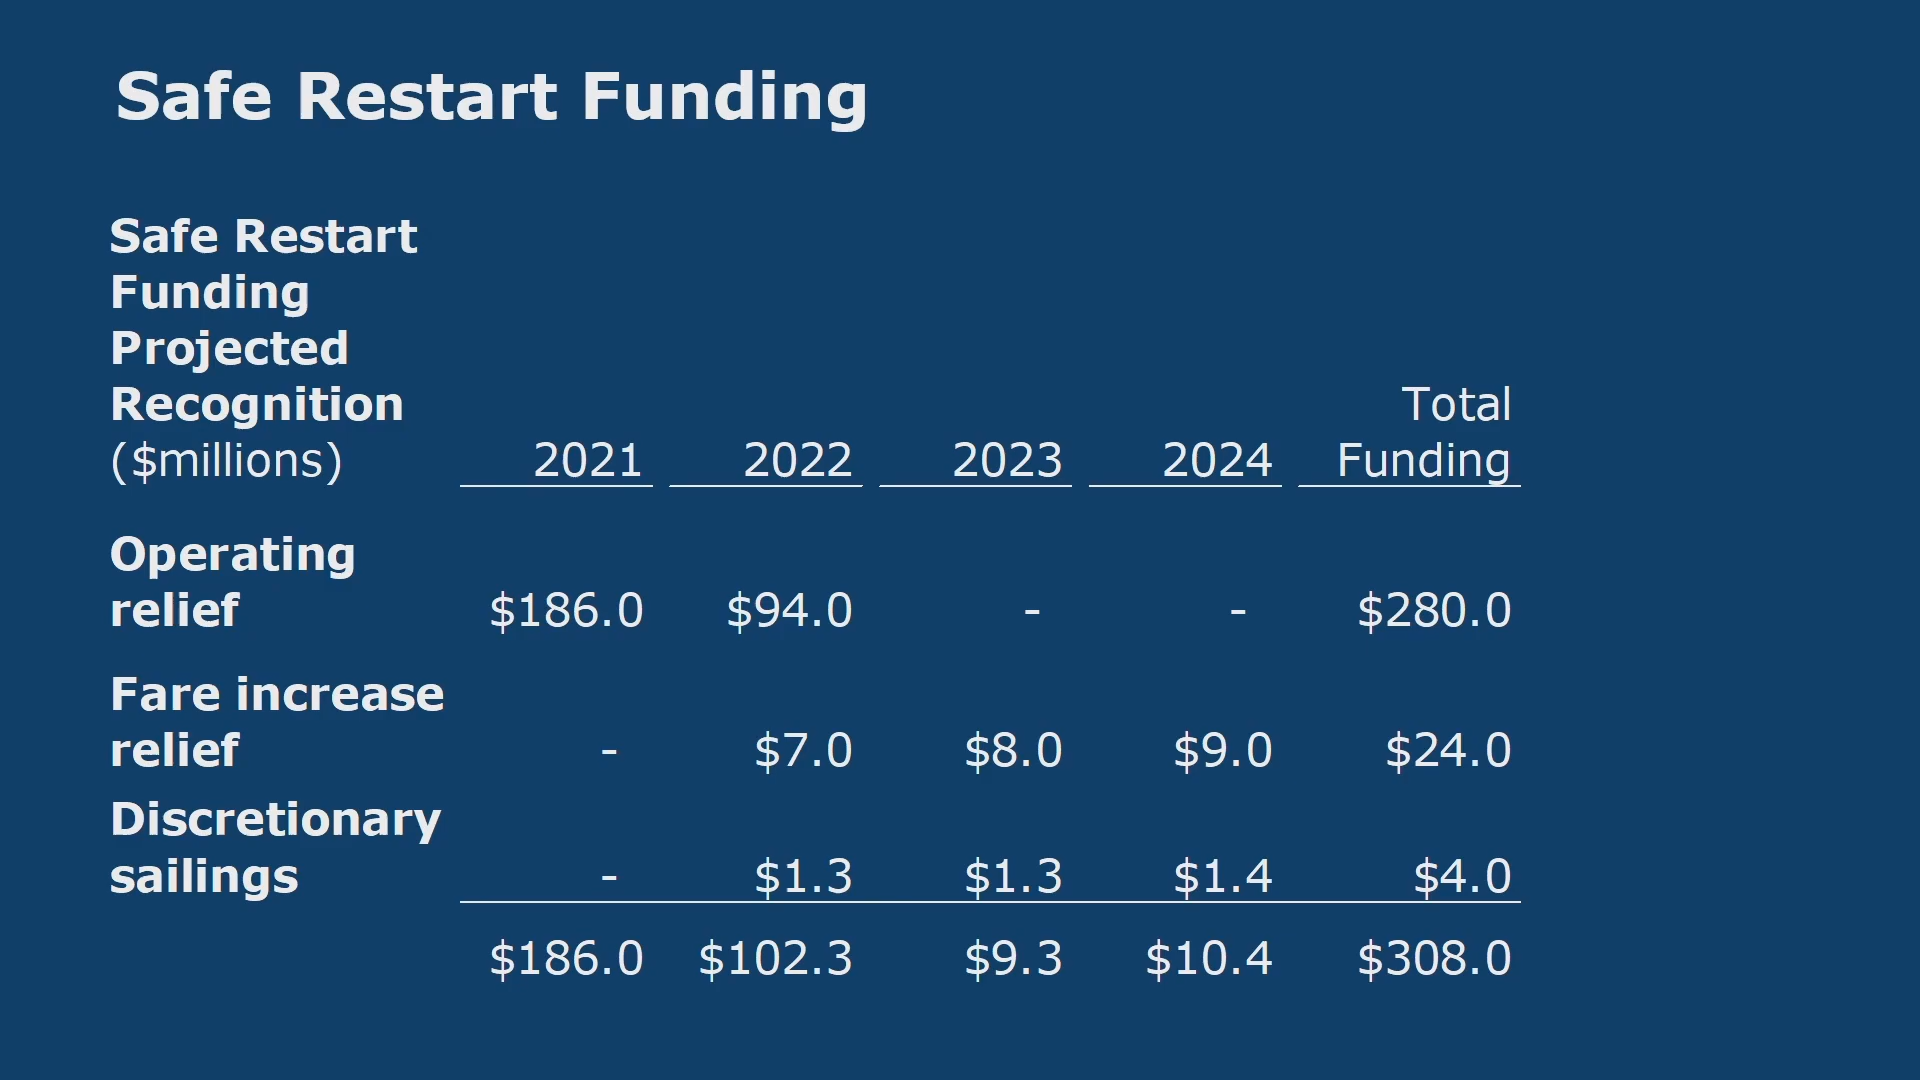 Safe Restart Funding
Safe Restart
Funding
Projected
Recognition Total
($millions) 2021 2022 2023 2024 Funding
Operating
relief $186.0 $94.0 - - $280.0
Fare increase
relief - $7.0 $8.0 $9.0 $24.0
Discretionary
sailings - $1.3 $1.3 $1.4 $4.0
$186.0 $102.3 $9.3 $10.4 $308.0